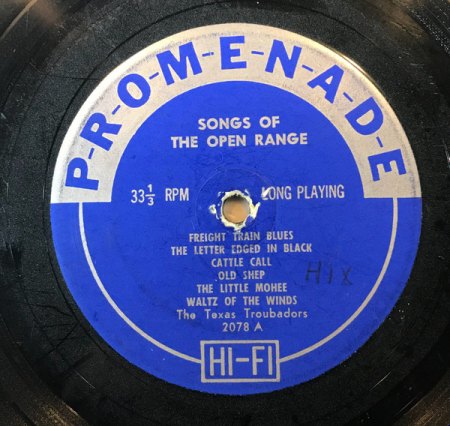 P-R-O-M-E-N-A-D-E
SONGS OF
THE OPEN RANGE
33⅓ RPM LONG PLAYING
FREIGHT TRAIN BLUES
THE LETTER EDGED IN BLACK
CATTLE CALL
OLD SHEP
THE LITTLE MOHEE
WALTZ OF THE WINDS
The Texas Troubadors
2078 A
HIX
HI-FI